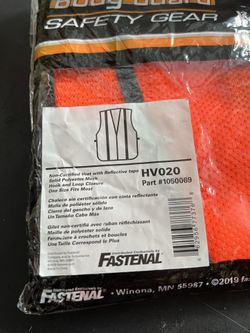 Body Guard
SAFETY GEAR
Non-Certified Vest with Reflective tape
Solid Polyester Mesh
Hook and Loop Closure
One Size Fits Most
HV020
Part #1050069
Chaleco sin certificación con cinta reflectante
Malla de poliéster sólido
Cierre del gancho y de lazo
Un Tamaño Cabe Más
Gilet non-certifié avec ruban réfléchissant
Maille de polyester solide
Fermeture à crochets et boucles
Une Taille Correspond le Plus
FASTENAL
FASTENAL
- Winona, MN 55987 • ©2019